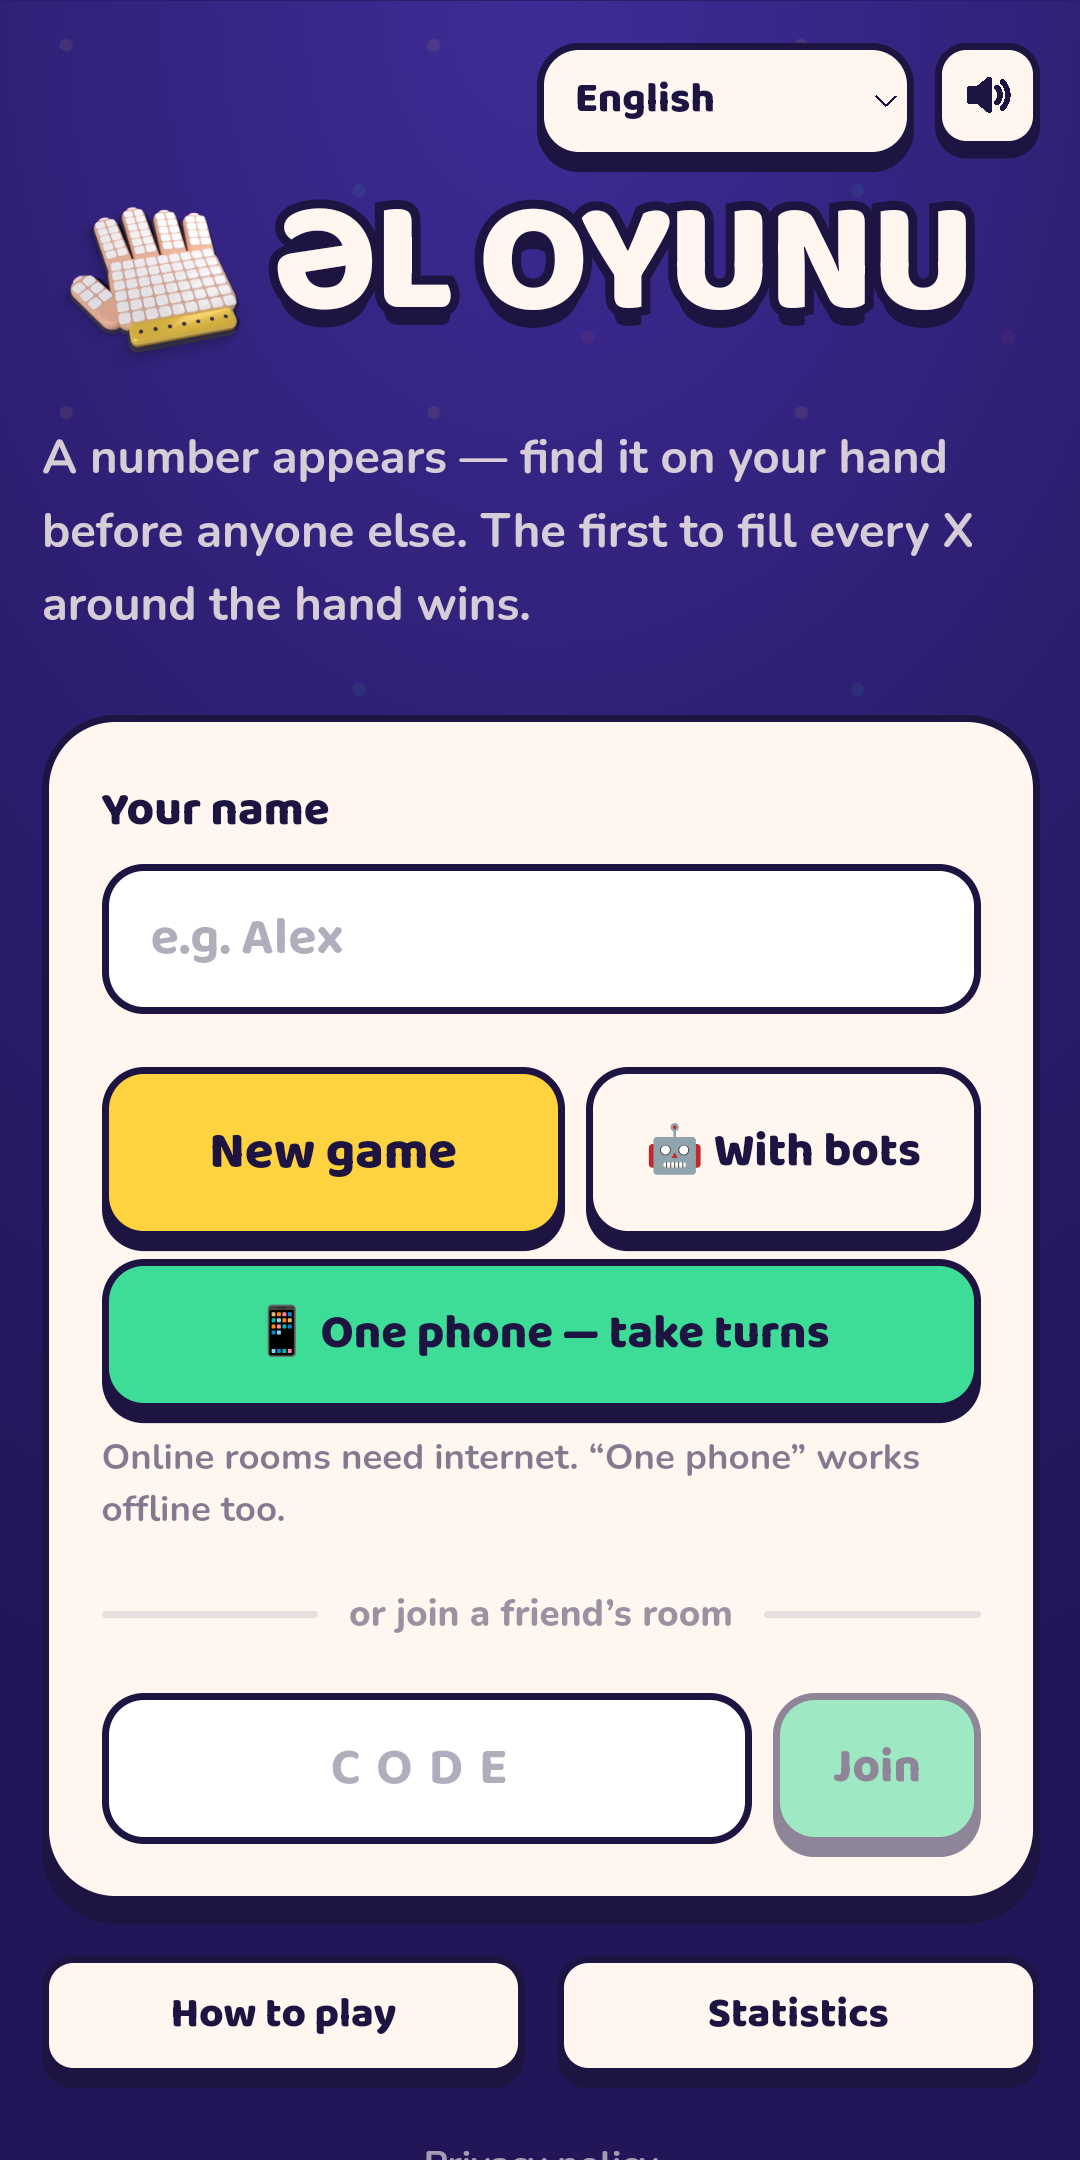 English
ƏL OYUNU
A number appears — find it on your hand
before anyone else. The first to fill every X
around the hand wins.
Your name
e.g. Alex
New game
With bots
One phone — take turns
Online rooms need internet. “One phone” works
offline too.
or join a friend’s room
CODE
Join
How to play
Statistics
Privacy policy